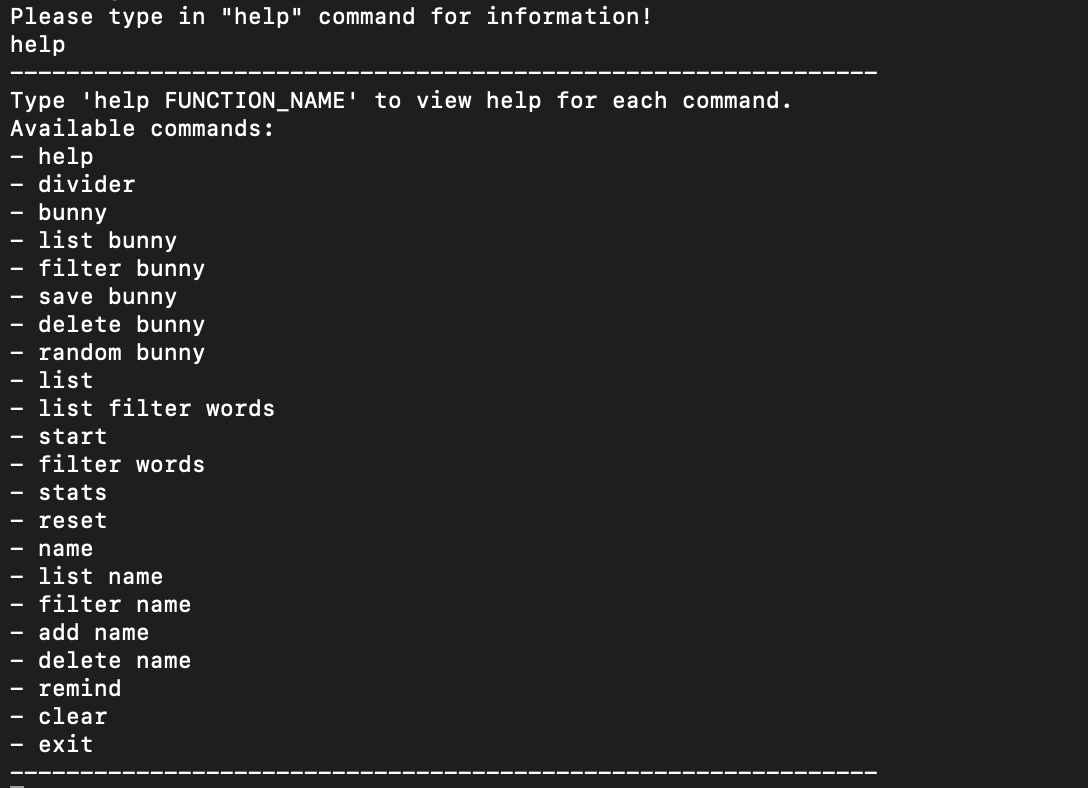 Please type in "help" command for information!
help
______________________________________________________________
Type 'help FUNCTION_NAME' to view help for each command.
Available commands:
- help
- divider
- bunny
- list bunny
- filter bunny
- save bunny
- delete bunny
- random bunny
- list
- list filter words
- start
- filter words
- stats
- reset
- name
- list name
- filter name
- add name
- delete name
- remind
- clear
- exit
______________________________________________________________